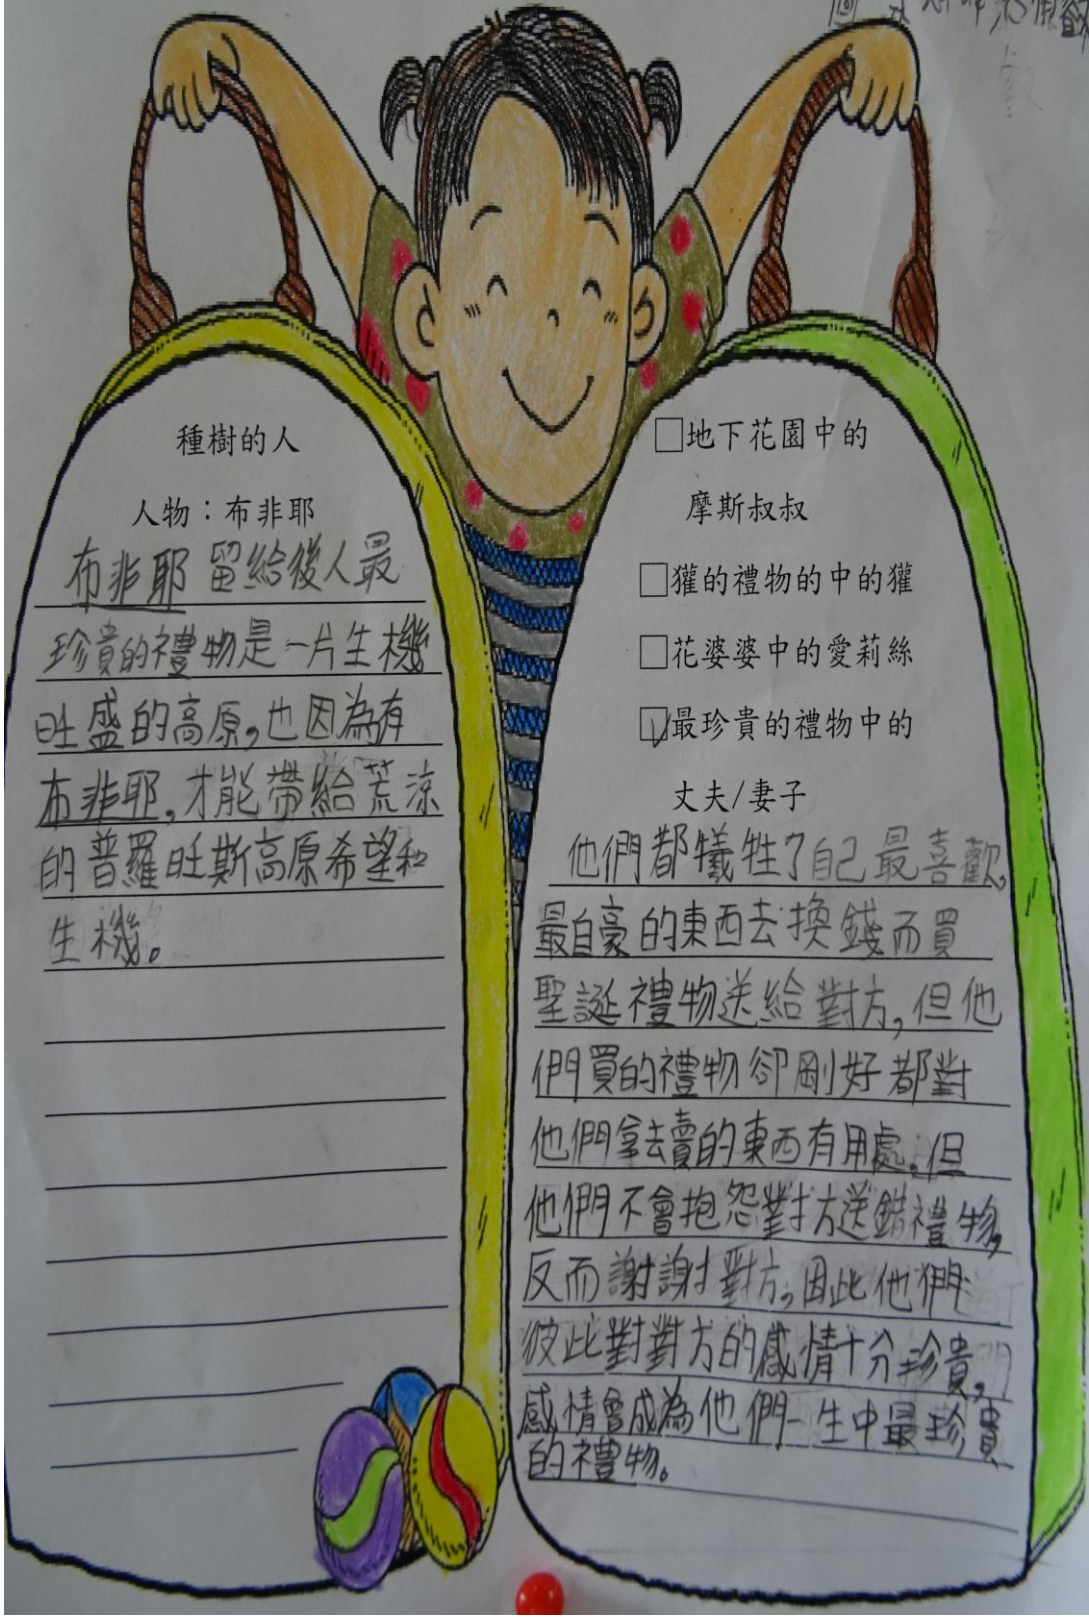 種樹的人
人物：布非耶
布非耶留給後人最
珍貴的禮物是一片生機
旺盛的高原，也因為有
布非耶，才能帶給荒涼
的普羅旺斯高原希望和
生機。
□地下花園中的
摩斯叔叔
□獾的禮物的中的獾
□花婆婆中的愛莉絲
☑最珍貴的禮物中的
丈夫/妻子
他們都犧牲了自己最喜歡，
最自豪的東西去換錢而買
聖誕禮物送給對方，但他
們買的禮物卻剛好都對
他們拿去賣的東西有用處。但
他們不會抱怨對方送錯禮物，
反而謝謝對方，因此他們
彼此對對方的感情十分珍貴，
感情會成為他們一生中最珍貴
的禮物。